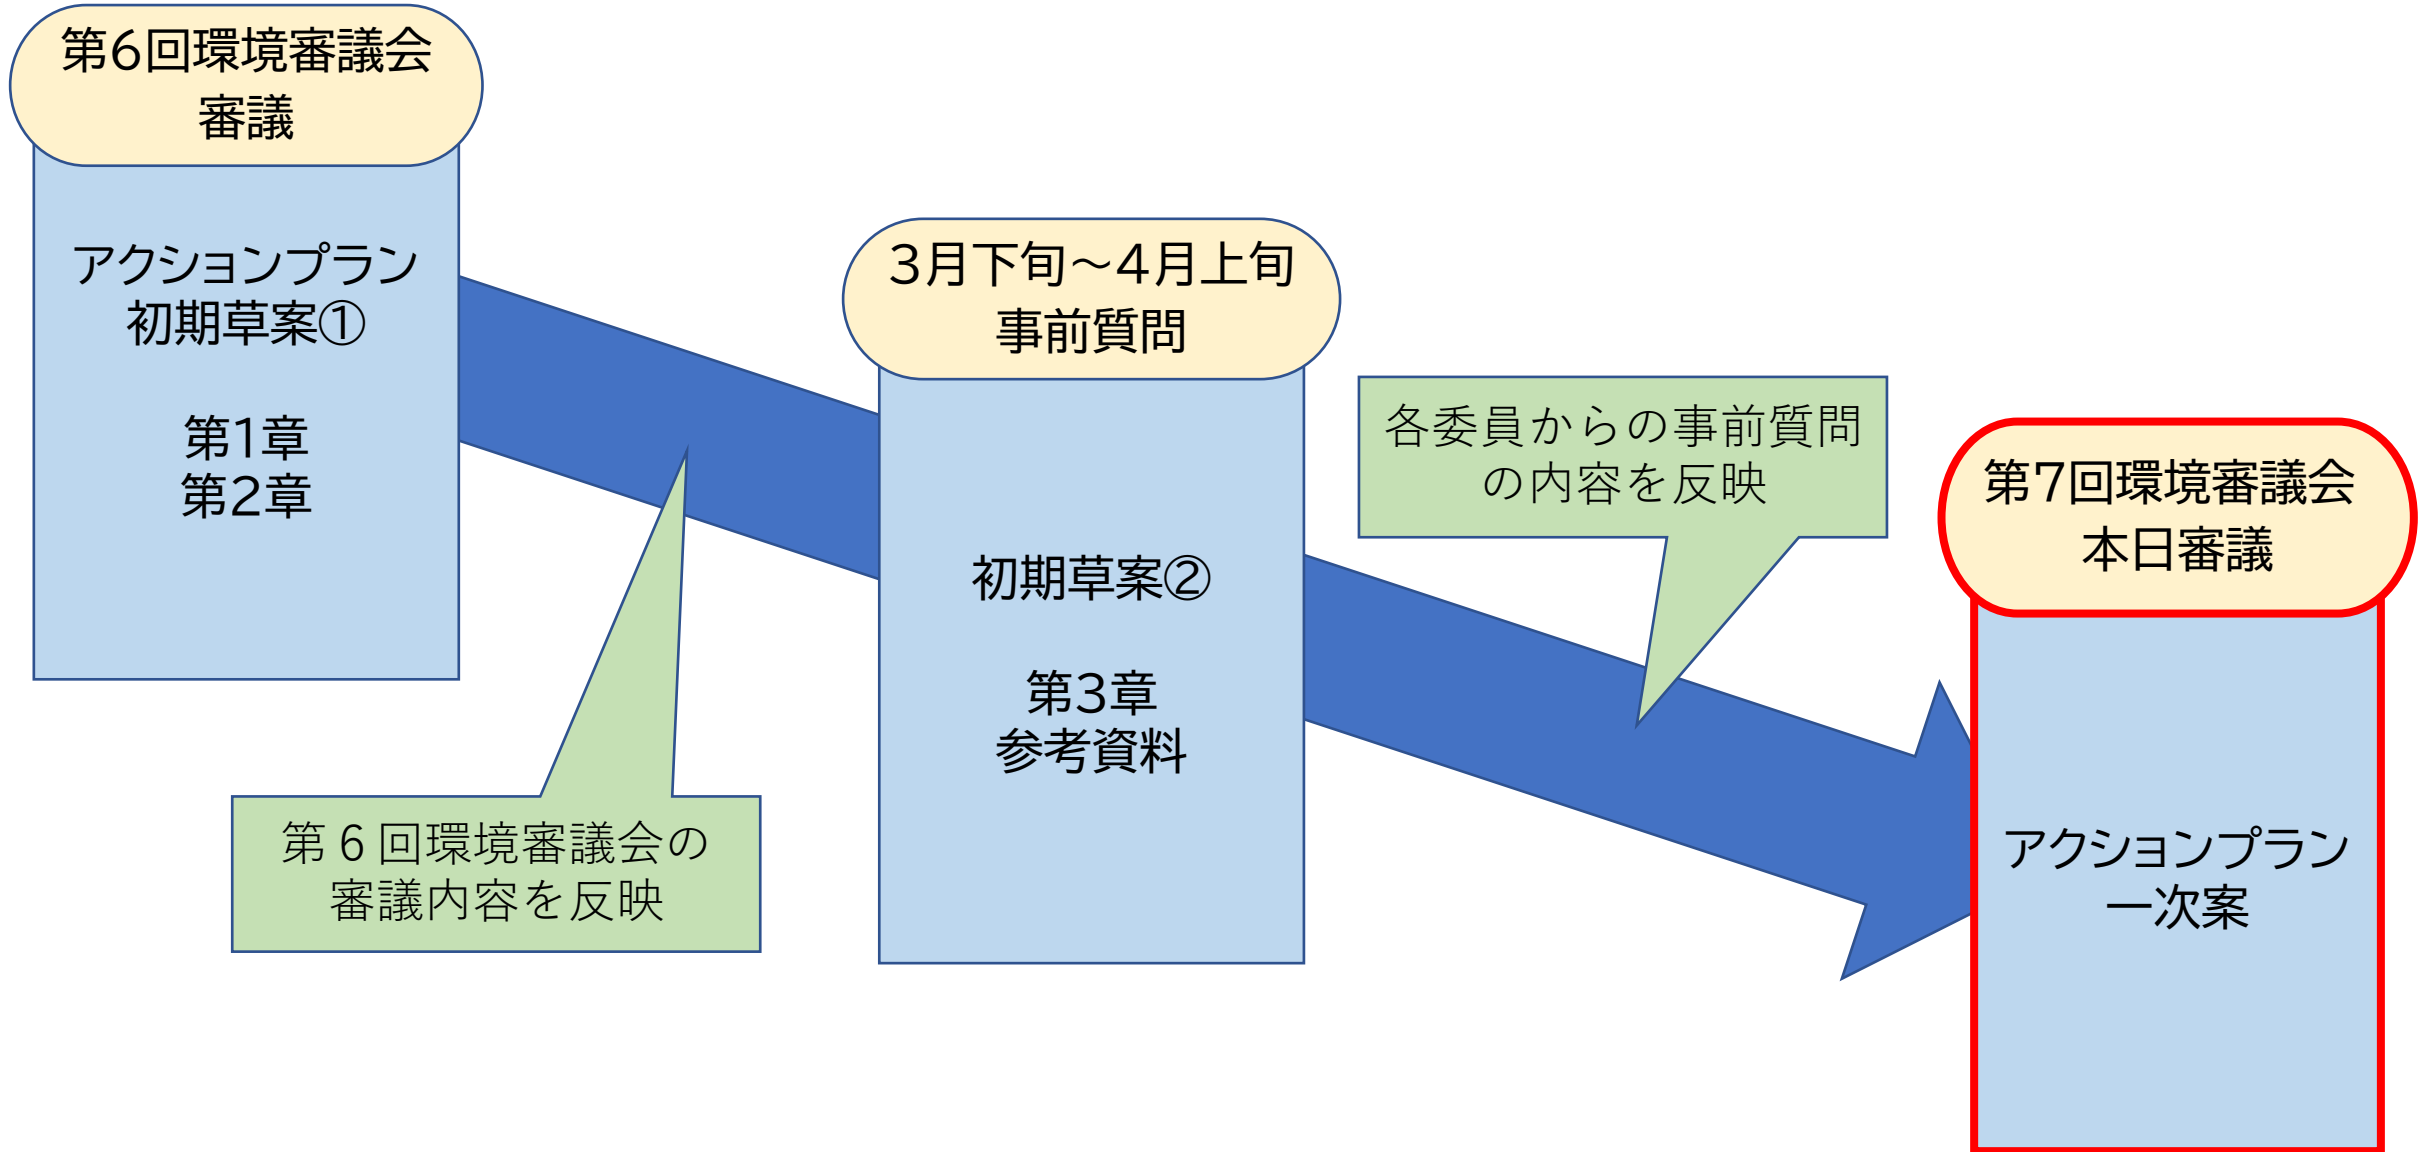 第6回環境審議会
審議
アクションプラン
初期草案①
第1章
第2章
第６回環境審議会の
審議内容を反映
3月下旬～4月上旬
事前質問
初期草案②
第3章
参考資料
各委員からの事前質問
の内容を反映
第7回環境審議会
本日審議
アクションプラン
一次案